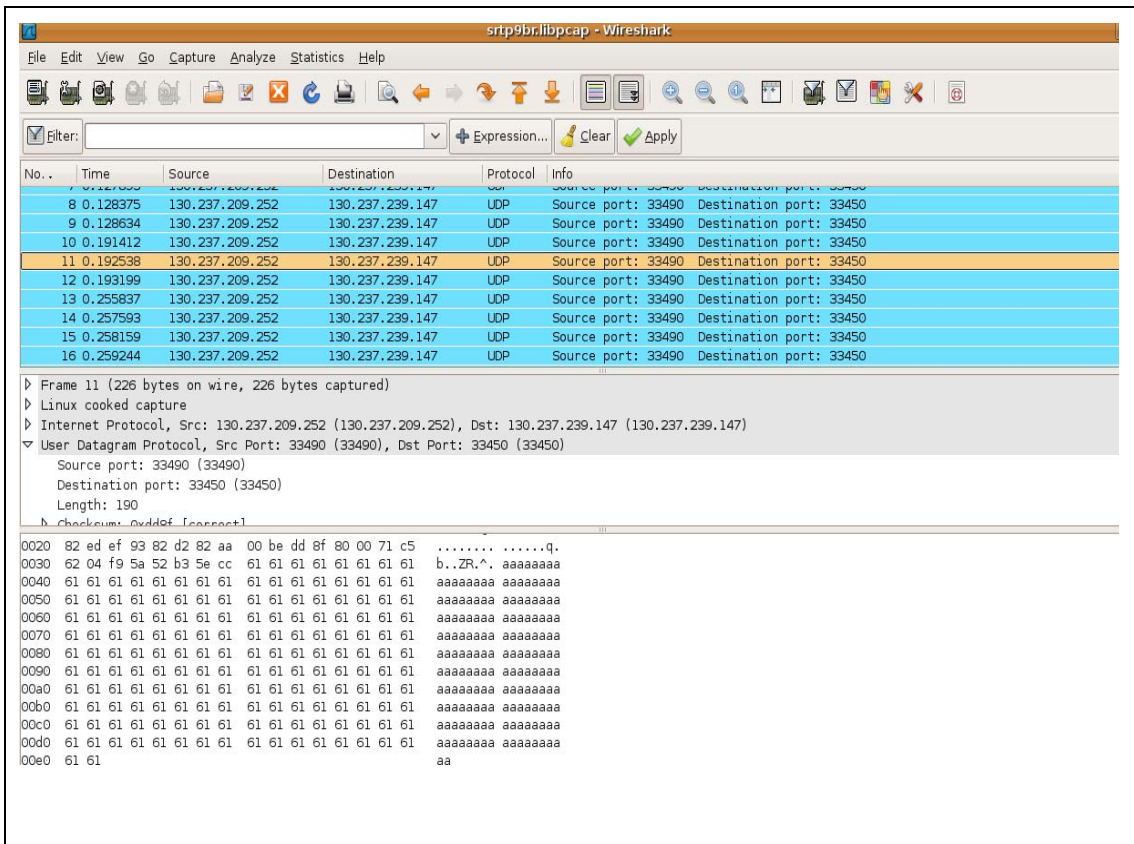 srtp9br.libpcap - Wireshark
File Edit View Go Capture Analyze Statistics Help
Filter: Expression... Clear Apply
No. . Time Source Destination Protocol Info
7 0.127893 130.237.209.252 130.237.239.147 UDP Source port: 33490 Destination port: 33450
8 0.128375 130.237.209.252 130.237.239.147 UDP Source port: 33490 Destination port: 33450
9 0.128634 130.237.209.252 130.237.239.147 UDP Source port: 33490 Destination port: 33450
10 0.191412 130.237.209.252 130.237.239.147 UDP Source port: 33490 Destination port: 33450
11 0.192538 130.237.209.252 130.237.239.147 UDP Source port: 33490 Destination port: 33450
12 0.193199 130.237.209.252 130.237.239.147 UDP Source port: 33490 Destination port: 33450
13 0.255837 130.237.209.252 130.237.239.147 UDP Source port: 33490 Destination port: 33450
14 0.257593 130.237.209.252 130.237.239.147 UDP Source port: 33490 Destination port: 33450
15 0.258159 130.237.209.252 130.237.239.147 UDP Source port: 33490 Destination port: 33450
16 0.259244 130.237.209.252 130.237.239.147 UDP Source port: 33490 Destination port: 33450
Frame 11 (226 bytes on wire, 226 bytes captured)
Linux cooked capture
Internet Protocol, Src: 130.237.209.252 (130.237.209.252), Dst: 130.237.239.147 (130.237.239.147)
User Datagram Protocol, Src Port: 33490 (33490), Dst Port: 33450 (33450)
Source port: 33490 (33490)
Destination port: 33450 (33450)
Length: 190
Checksum: 0xdd8f [correct]
0020 82 ed ef 93 82 d2 82 aa 00 be dd 8f 80 00 71 c5 ........ ......q.
0030 62 04 f9 5a 52 b3 5e cc 61 61 61 61 61 61 61 61 b..ZR.^. aaaaaaaa
0040 61 61 61 61 61 61 61 61 61 61 61 61 61 61 61 61 aaaaaaaa aaaaaaaa
0050 61 61 61 61 61 61 61 61 61 61 61 61 61 61 61 61 aaaaaaaa aaaaaaaa
0060 61 61 61 61 61 61 61 61 61 61 61 61 61 61 61 61 aaaaaaaa aaaaaaaa
0070 61 61 61 61 61 61 61 61 61 61 61 61 61 61 61 61 aaaaaaaa aaaaaaaa
0080 61 61 61 61 61 61 61 61 61 61 61 61 61 61 61 61 aaaaaaaa aaaaaaaa
0090 61 61 61 61 61 61 61 61 61 61 61 61 61 61 61 61 aaaaaaaa aaaaaaaa
00a0 61 61 61 61 61 61 61 61 61 61 61 61 61 61 61 61 aaaaaaaa aaaaaaaa
00b0 61 61 61 61 61 61 61 61 61 61 61 61 61 61 61 61 aaaaaaaa aaaaaaaa
00c0 61 61 61 61 61 61 61 61 61 61 61 61 61 61 61 61 aaaaaaaa aaaaaaaa
00d0 61 61 61 61 61 61 61 61 61 61 61 61 61 61 61 61 aaaaaaaa aaaaaaaa
00e0 61 61 aa